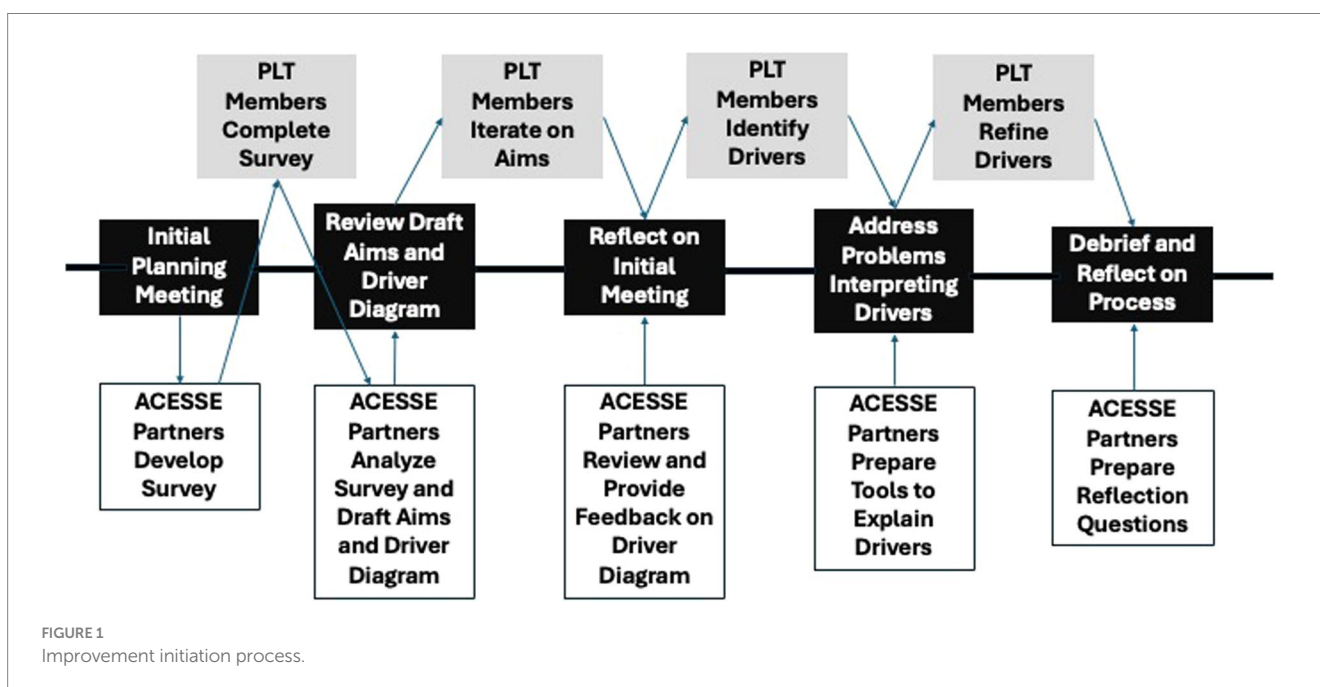 PLT
Members
Complete
Survey
PLT
Members
Iterate on
Aims
PLT
Members
Identify
Drivers
PLT
Members
Refine
Drivers
Initial
Planning
Meeting
Review Draft
Aims and
Driver
Diagram
Reflect on
Initial
Meeting
Address
Problems
Interpreting
Drivers
Debrief and
Reflect on
Process
ACESSE
Partners
Develop
Survey
ACESSE
Partners
Analyze
Survey and
Draft Aims
and Driver
Diagram
ACESSE
Partners
Review and
Provide
Feedback on
Driver
Diagram
ACESSE
Partners
Prepare
Tools to
Explain
Drivers
ACESSE
Partners
Prepare
Reflection
Questions
FIGURE 1
Improvement initiation process.